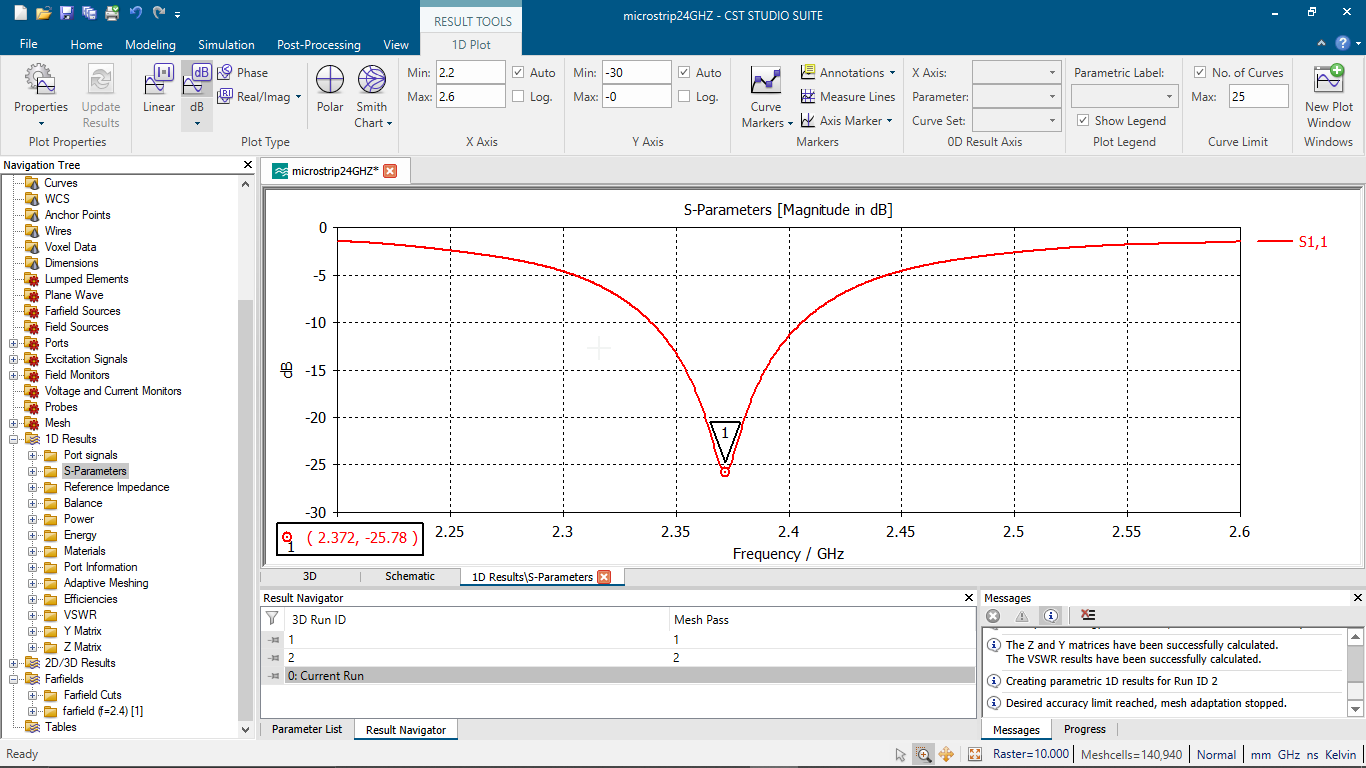 microstrip24GHZ - CST STUDIO SUITE
RESULT TOOLS
File Home Modeling Simulation Post-Processing View 1D Plot
Properties
Update Results
Plot Properties
Linear
dB
Phase
Real/Imag
Polar
Smith Chart
Plot Type
Min: 2.2 Auto
Max: 2.6 Log.
X Axis
Min: -30 Auto
Max: -0 Log.
Y Axis
Curve Markers
Annotations
Measure Lines
Axis Marker
Markers
X Axis:
Parameter:
Curve Set:
0D Result Axis
Parametric Label:
Show Legend
Plot Legend
No. of Curves
Max: 25
Curve Limit
New Plot Window
Windows
Navigation Tree
Curves
WCS
Anchor Points
Wires
Voxel Data
Dimensions
Lumped Elements
Plane Wave
Farfield Sources
Field Sources
Ports
Excitation Signals
Field Monitors
Voltage and Current Monitors
Probes
Mesh
1D Results
Port signals
S-Parameters
Reference Impedance
Balance
Power
Energy
Materials
Port Information
Adaptive Meshing
Efficiencies
VSWR
Y Matrix
Z Matrix
2D/3D Results
Farfields
Farfield Cuts
farfield (f=2.4) [1]
Tables
microstrip24GHZ*
S-Parameters [Magnitude in dB]
S1,1
0
-5
-10
-15
-20
-25
-30
dB
1
2.25 2.3 2.35 2.4 2.45 2.5 2.55 2.6
1 ( 2.372, -25.78 )
Frequency / GHz
3D Schematic 1D Results\S-Parameters
Result Navigator
3D Run ID Mesh Pass
1 1
2 2
0: Current Run
Parameter List Result Navigator
Messages
The Z and Y matrices have been successfully calculated.
The VSWR results have been successfully calculated.
Creating parametric 1D results for Run ID 2
Desired accuracy limit reached, mesh adaptation stopped.
Messages Progress
Ready
Raster=10.000 Meshcells=140,940 Normal mm GHz ns Kelvin